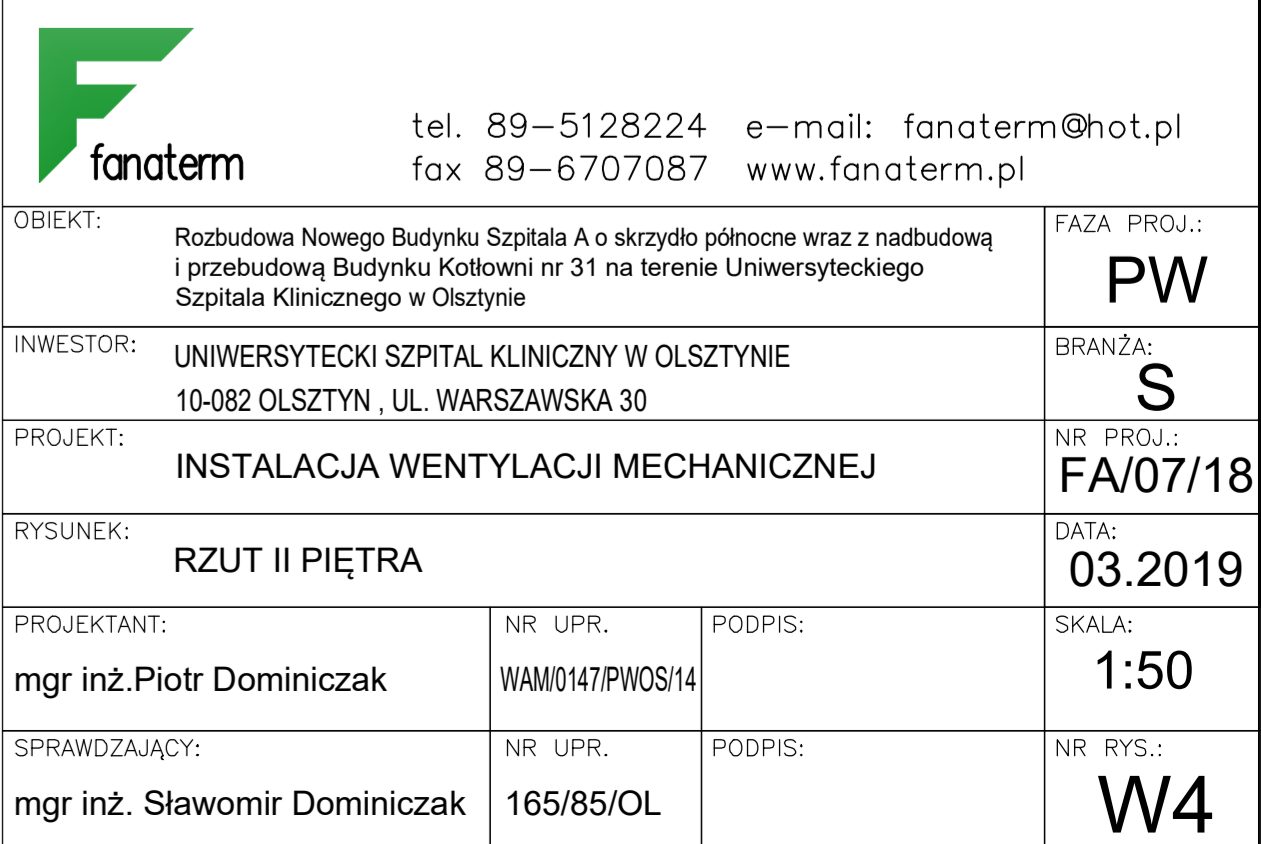 fanaterm
tel. 89-5128224 e-mail: fanaterm@hot.pl
fax 89-6707087 www.fanaterm.pl
OBIEKT:
Rozbudowa Nowego Budynku Szpitala A o skrzydło północne wraz z nadbudową
i przebudową Budynku Kotłowni nr 31 na terenie Uniwersyteckiego
Szpitala Klinicznego w Olsztynie
FAZA PROJ.:
PW
INWESTOR:
UNIWERSYTECKI SZPITAL KLINICZNY W OLSZTYNIE
10-082 OLSZTYN , UL. WARSZAWSKA 30
BRANŻA:
S
PROJEKT:
INSTALACJA WENTYLACJI MECHANICZNEJ
NR PROJ.:
FA/07/18
RYSUNEK:
RZUT II PIĘTRA
DATA:
03.2019
PROJEKTANT:
mgr inż.Piotr Dominiczak
NR UPR.
WAM/0147/PWOS/14
PODPIS:
SKALA:
1:50
SPRAWDZAJĄCY:
mgr inż. Sławomir Dominiczak
NR UPR.
165/85/OL
PODPIS:
NR RYS.:
W4